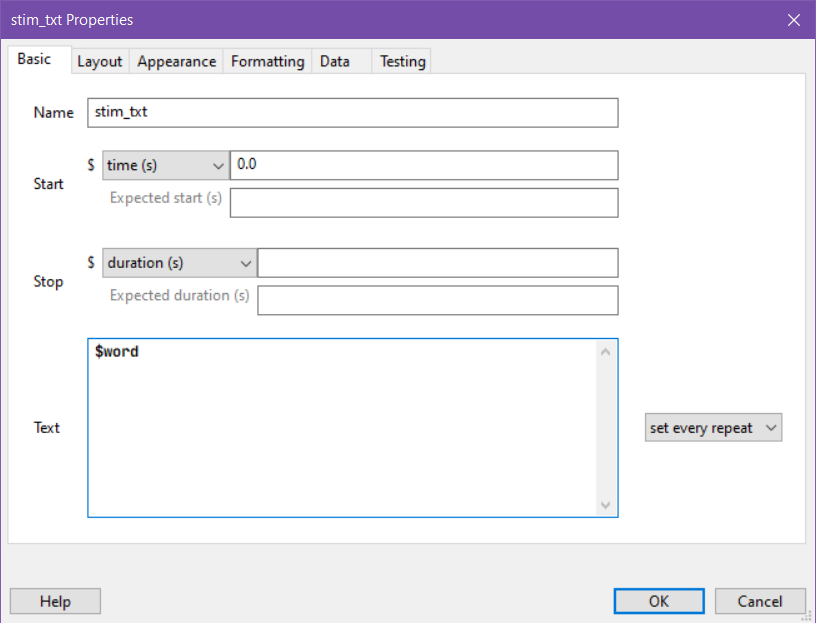 stim_txt Properties
Basic Layout Appearance Formatting Data Testing
Name stim_txt
$ time (s) 0.0
Start
Expected start (s)
$ duration (s)
Stop
Expected duration (s)
$word
Text set every repeat
Help OK Cancel